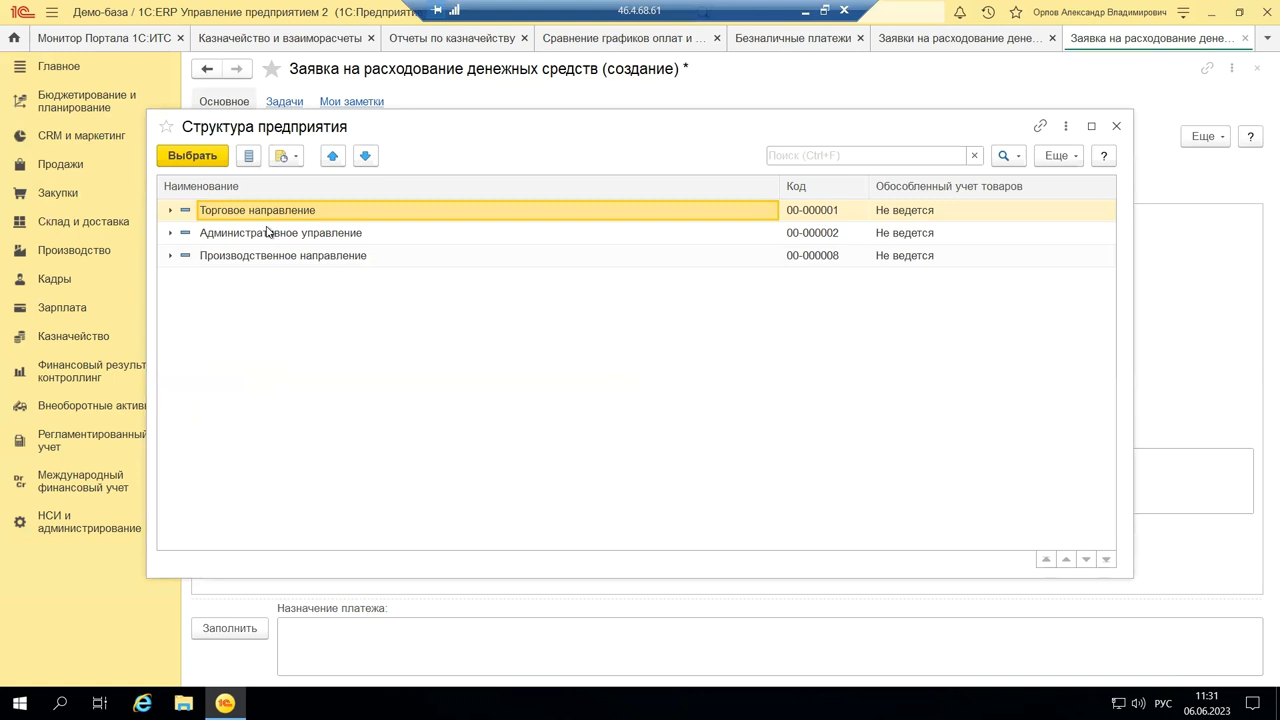 Демо-база / 1С:ERP Управление предприятием 2 (1С:Предприятие
46.4.68.61
Орлов Александр Владимирович
Монитор Портала 1С:ИТС
Казначейство и взаиморасчеты
Отчеты по казначейству
Сравнение графиков оплат и ...
Безналичные платежи
Заявки на расходование дене...
Заявка на расходование дене...
Главное
Бюджетирование и
планирование
CRM и маркетинг
Продажи
Закупки
Склад и доставка
Производство
Кадры
Зарплата
Казначейство
Финансовый результ
контроллинг
Внеоборотные актив
Регламентированный
учет
Международный
финансовый учет
НСИ и
администрирование
Заявка на расходование денежных средств (создание) *
Основное
Задачи
Мои заметки
Еще
?
Структура предприятия
Выбрать
Поиск (Ctrl+F)
Еще
?
Наименование
Код
Обособленный учет товаров
Торговое направление
00-000001
Не ведется
Административное управление
00-000002
Не ведется
Производственное направление
00-000008
Не ведется
Назначение платежа:
Заполнить
РУС
11:31
06.06.2023